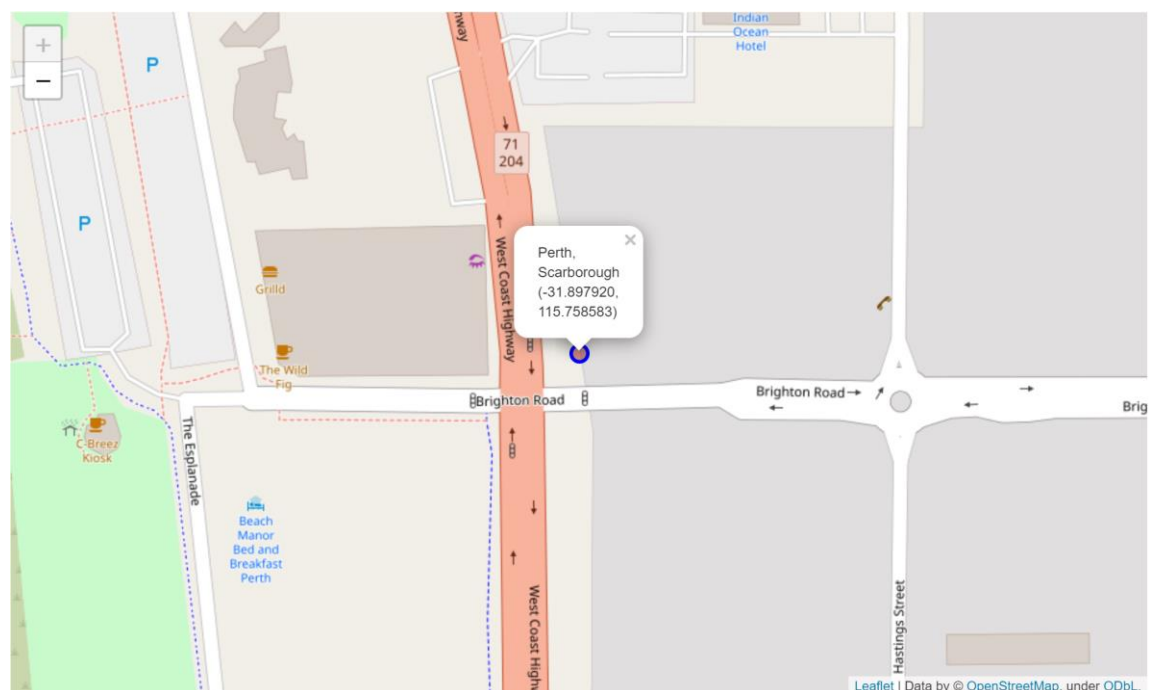 Indian
Ocean
Hotel
hway
+
−
P
71
204
P
Perth,
Scarborough
(-31.897920,
115.758583)
×
West Coast Highway
Grilld
The Wild
Fig
Brighton Road
Brighton Road
Brig
The Esplanade
C-Breez
Kiosk
Beach
Manor
Bed and
Breakfast
Perth
West Coast High
Hastings Street
Leaflet | Data by © OpenStreetMap, under ODbL.